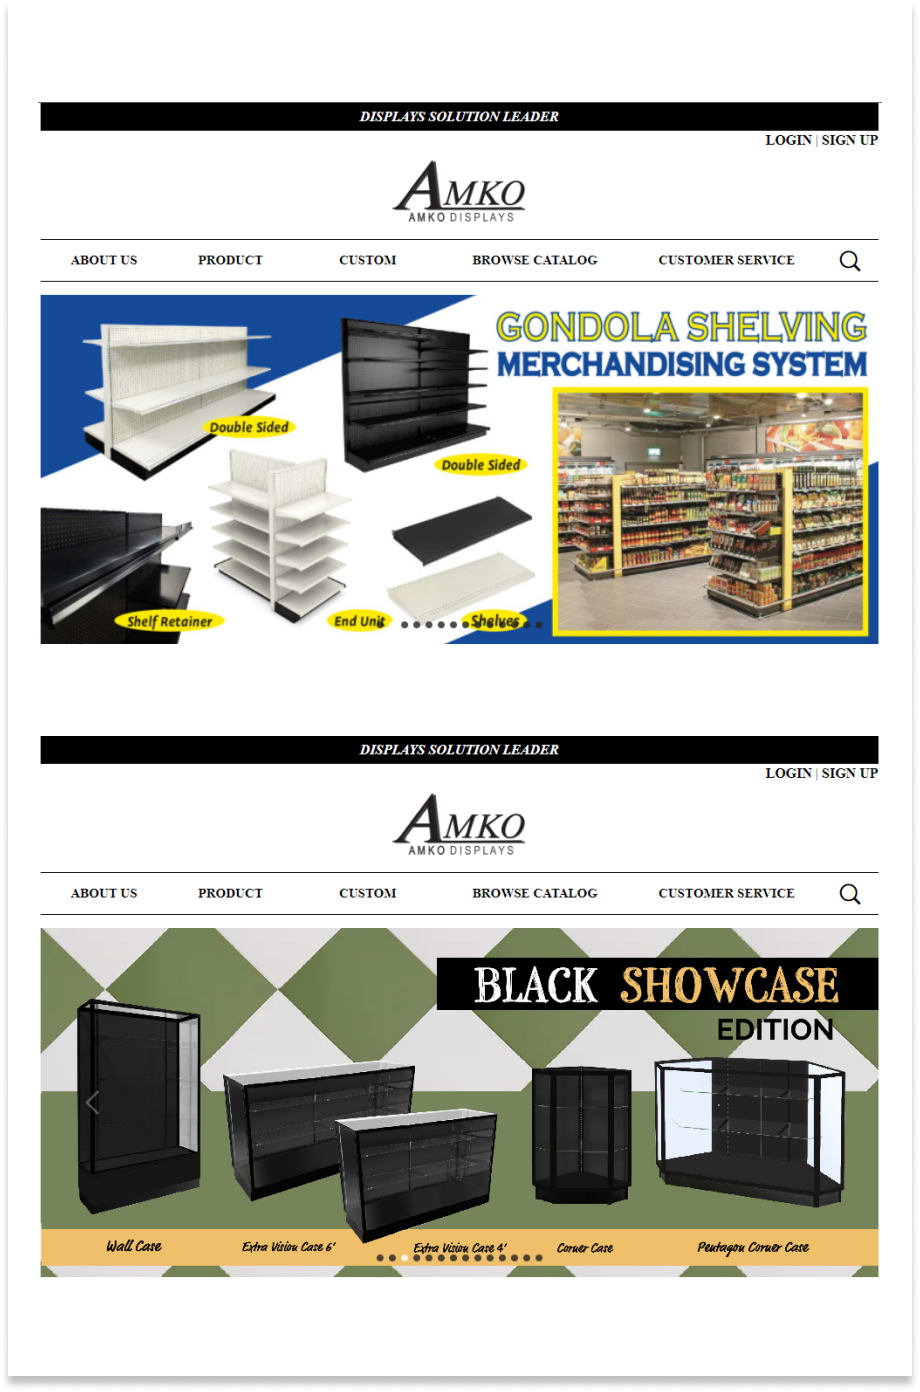 DISPLAYS SOLUTION LEADER
LOGIN | SIGN UP
AMKO
AMKO DISPLAYS
ABOUT US PRODUCT CUSTOM BROWSE CATALOG CUSTOMER SERVICE
GONDOLA SHELVING
MERCHANDISING SYSTEM
Double Sided
Double Sided
Shelf Retainer End Unit Shelves
DISPLAYS SOLUTION LEADER
LOGIN | SIGN UP
AMKO
AMKO DISPLAYS
ABOUT US PRODUCT CUSTOM BROWSE CATALOG CUSTOMER SERVICE
BLACK SHOWCASE
EDITION
Wall Case Extra Vision Case 6' Extra Vision Case 4' Corner Case Pentagon Corner Case